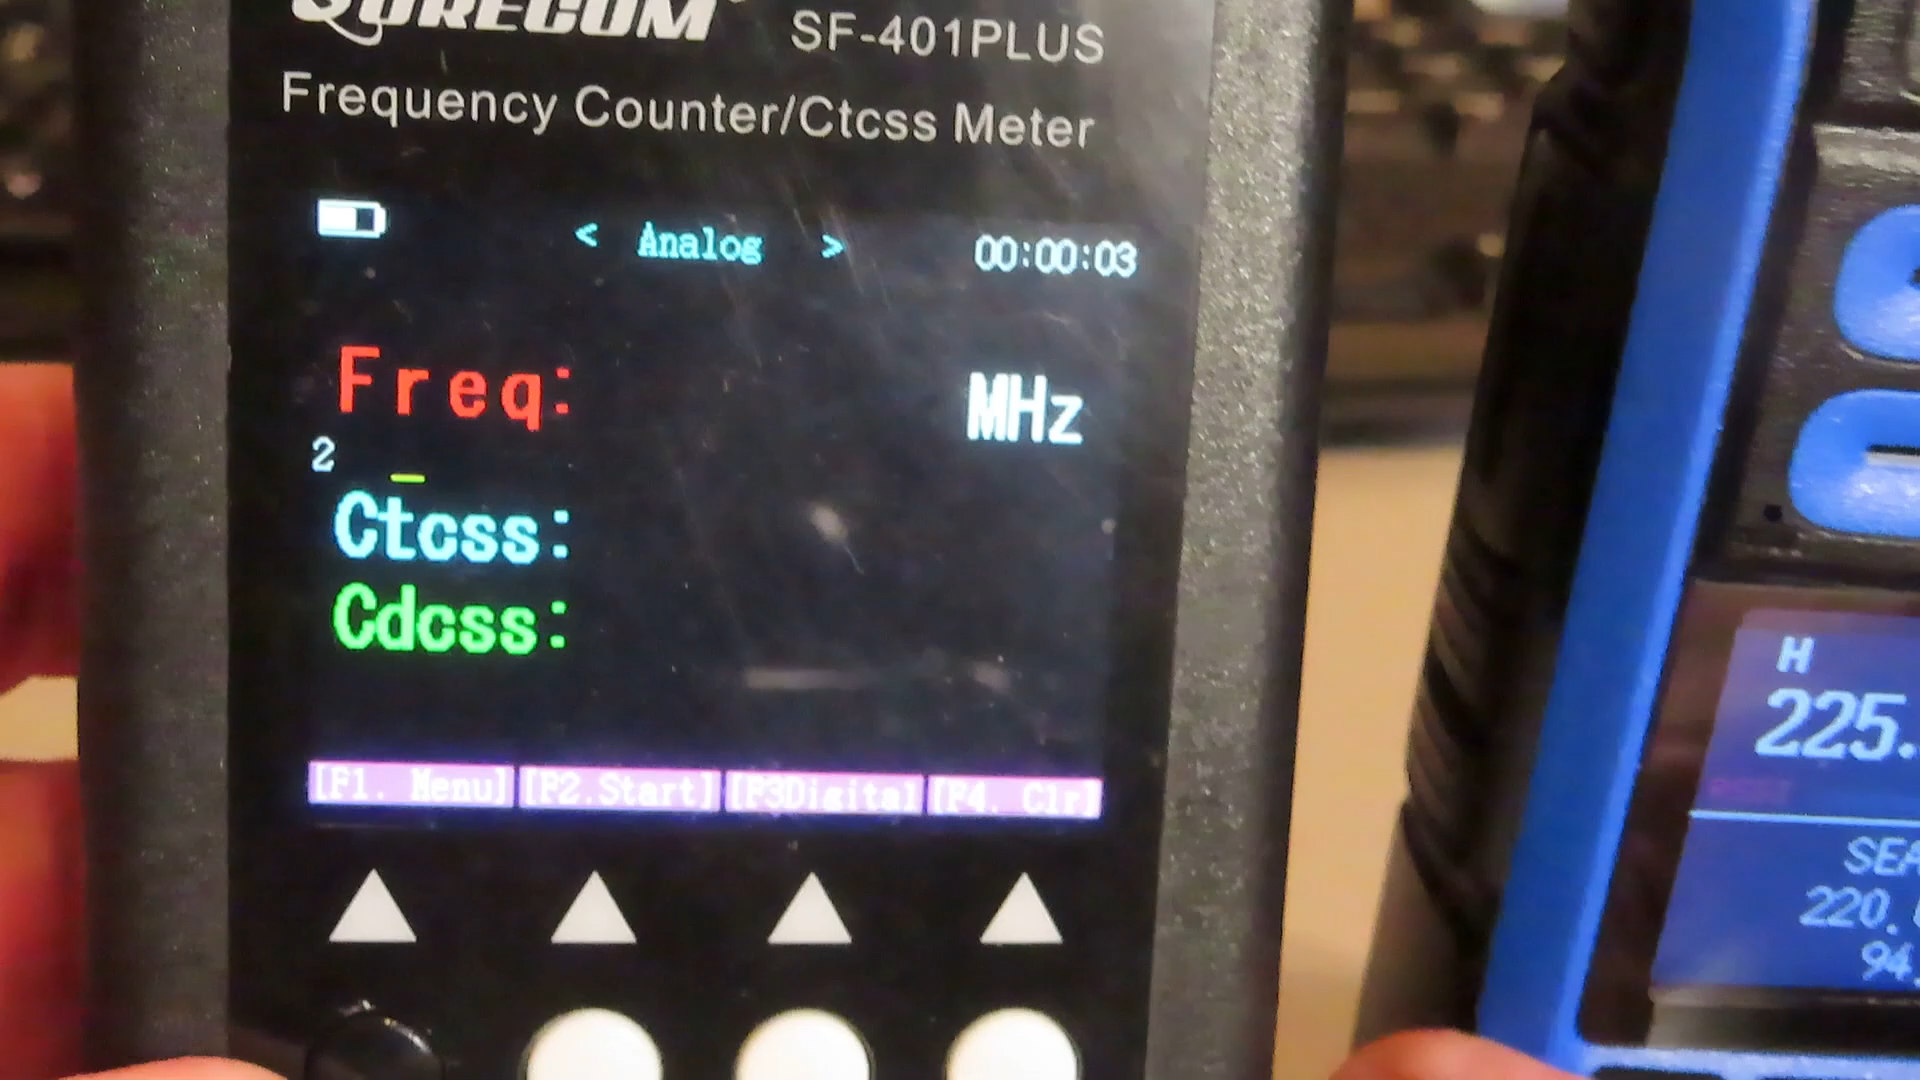 SURECOM SF-401PLUS
Frequency Counter/Ctcss Meter
< Analog > 00:00:03
Freq: MHz
2 _
Ctcss:
Cdcss:
[F1. Menu] [F2.Start] [F3Digital [F4. Clr]
H
225.
220.
94.